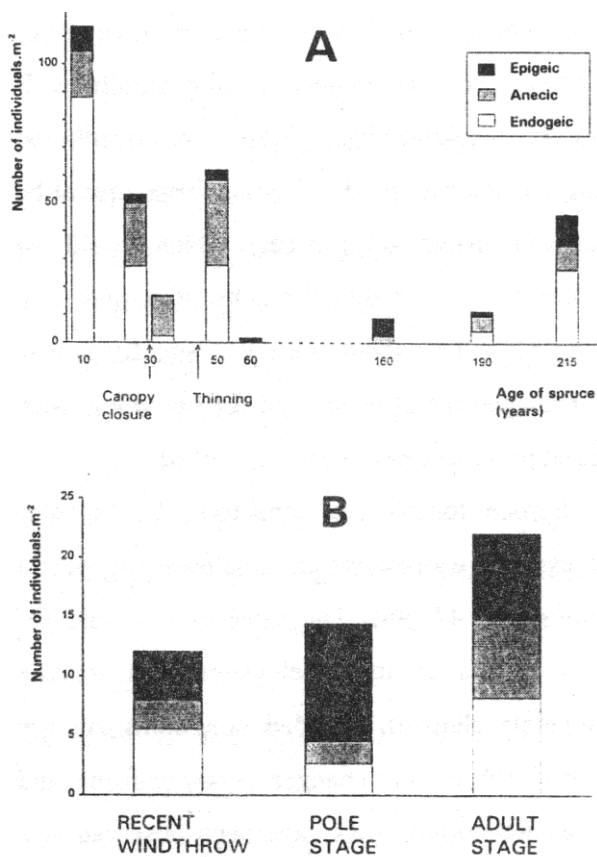 A
Number of individuals.m⁻²
100
50
0
Epigeic
Anecic
Endogeic
10 30 50 60 160 190 215
Canopy closure
Thinning
Age of spruce
(years)
B
Number of individuals.m⁻²
25
20
15
10
5
0
RECENT
WINDTHROW
POLE
STAGE
ADULT
STAGE